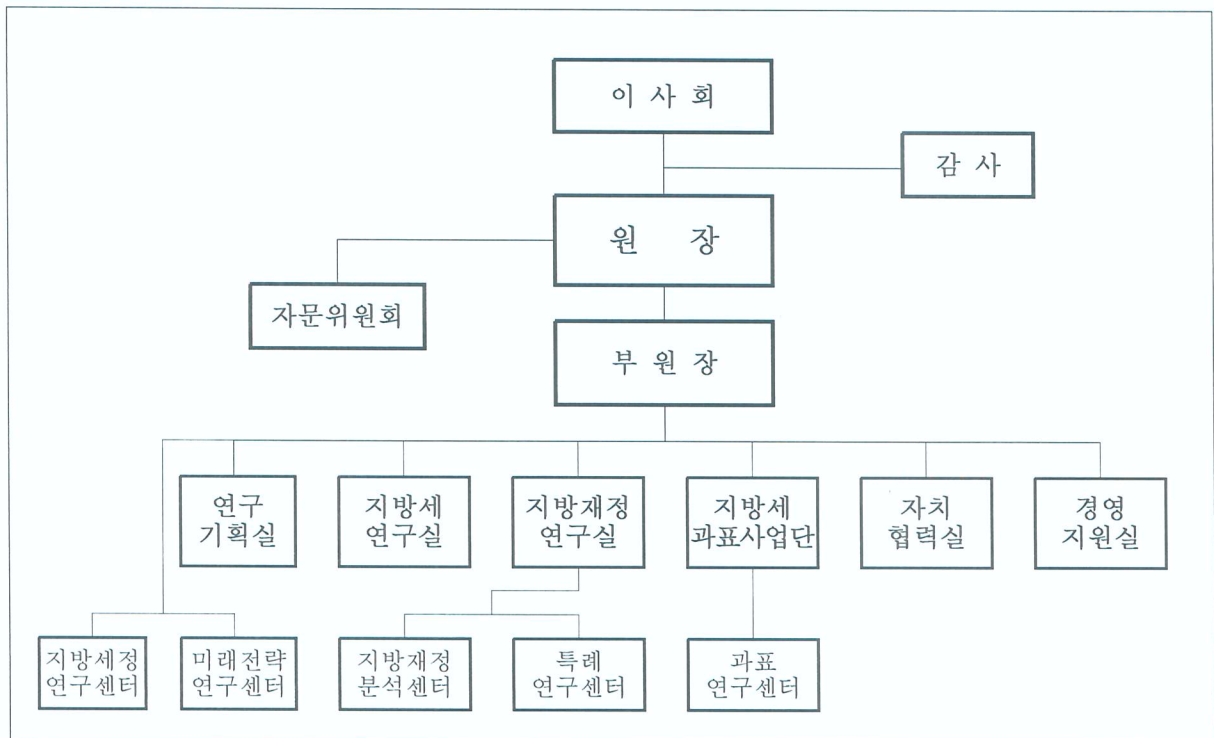 이 사 회
감 사
원 장
자문위원회
부 원 장
연구
기획실
지방세
연구실
지방재정
연구실
지방세
과표사업단
자치
협력실
경영
지원실
지방세정
연구센터
미래전략
연구센터
지방재정
분석센터
특례
연구센터
과표
연구센터